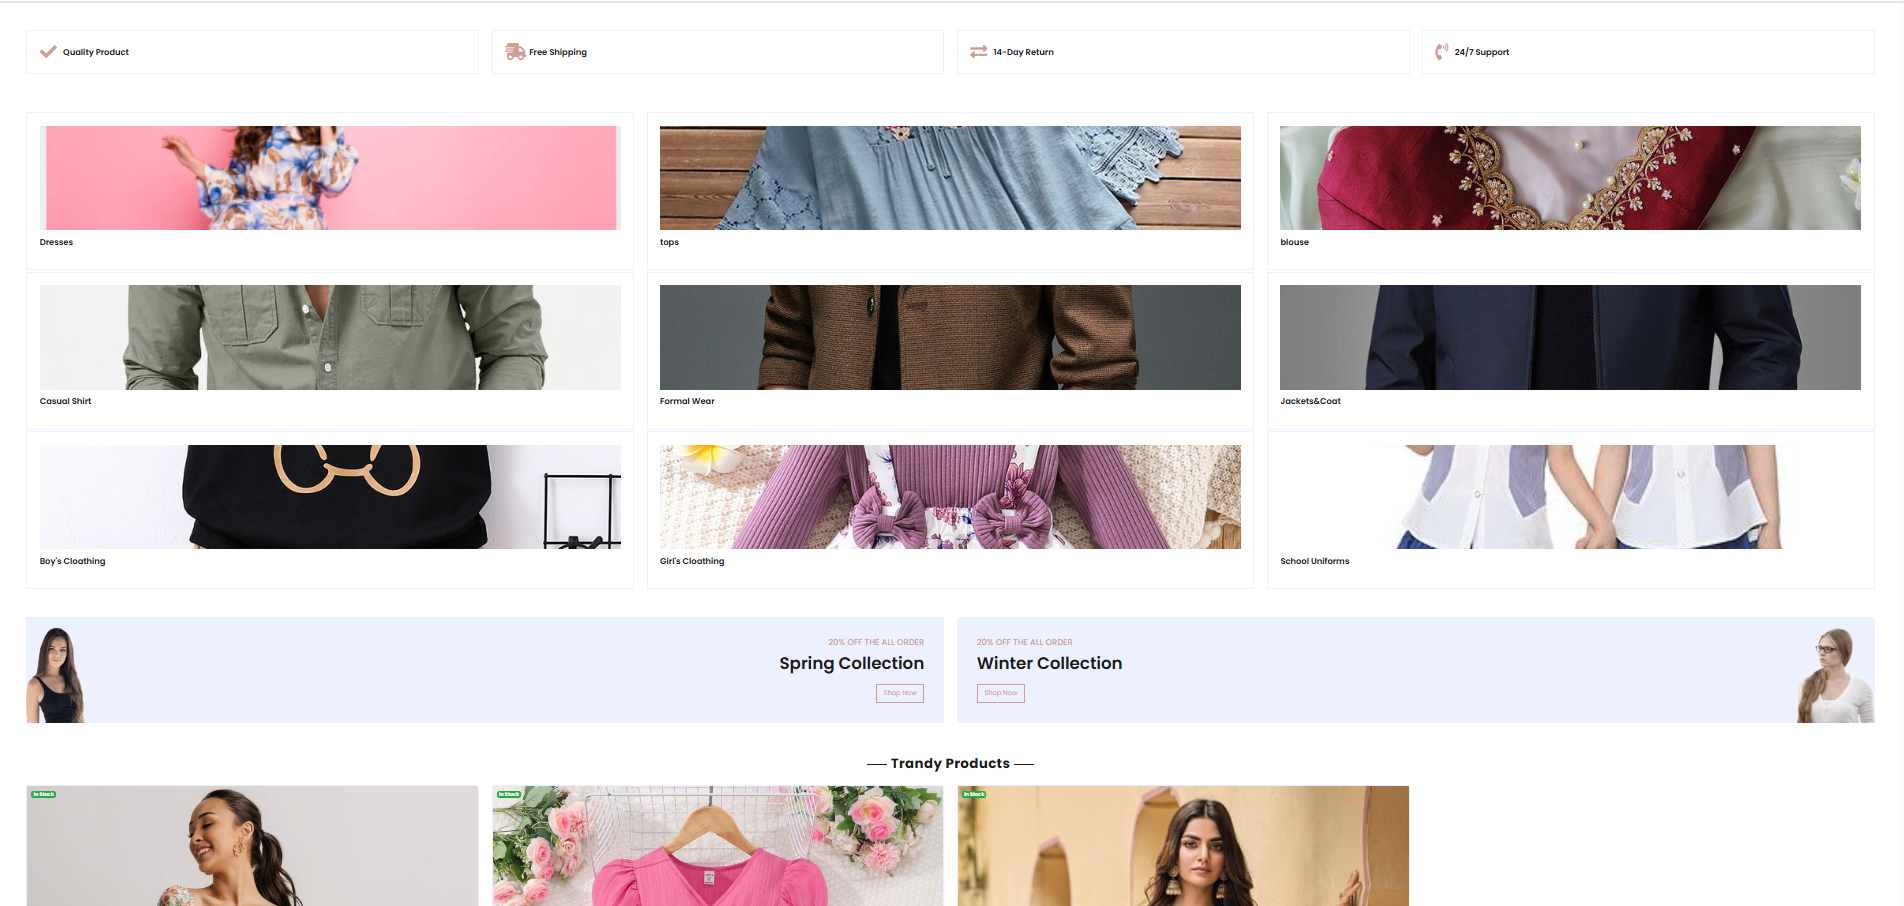 Quality Product
Free Shipping
14-Day Return
24/7 Support
Dresses
tops
blouse
Casual Shirt
Formal Wear
Jackets&Coat
Boy's Cloathing
Girl's Cloathing
School Uniforms
20% OFF THE ALL ORDER
Spring Collection
Shop Now
20% OFF THE ALL ORDER
Winter Collection
Shop Now
Trandy Products
In Stock
In Stock
In Stock